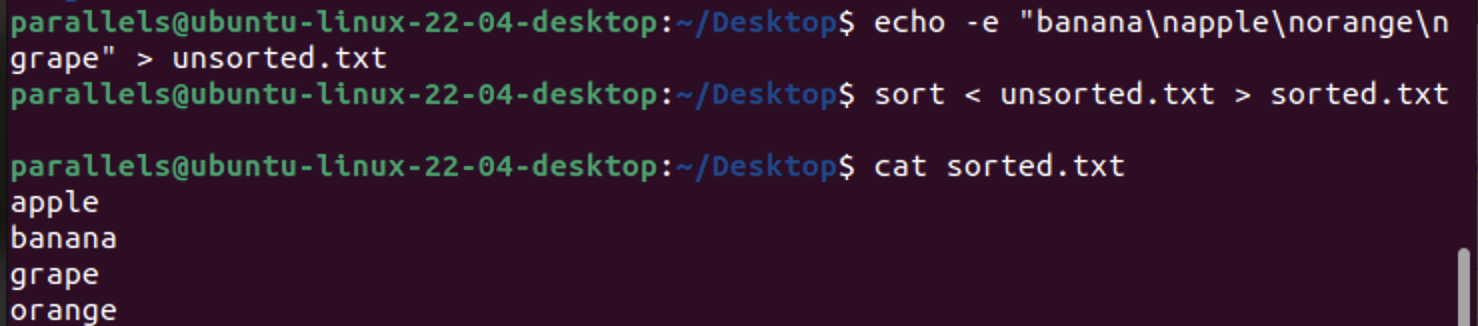 parallels@ubuntu-linux-22-04-desktop:~/Desktop$ echo -e "banana\napple\norange\n
grape" > unsorted.txt
parallels@ubuntu-linux-22-04-desktop:~/Desktop$ sort < unsorted.txt > sorted.txt
parallels@ubuntu-linux-22-04-desktop:~/Desktop$ cat sorted.txt
apple
banana
grape
orange